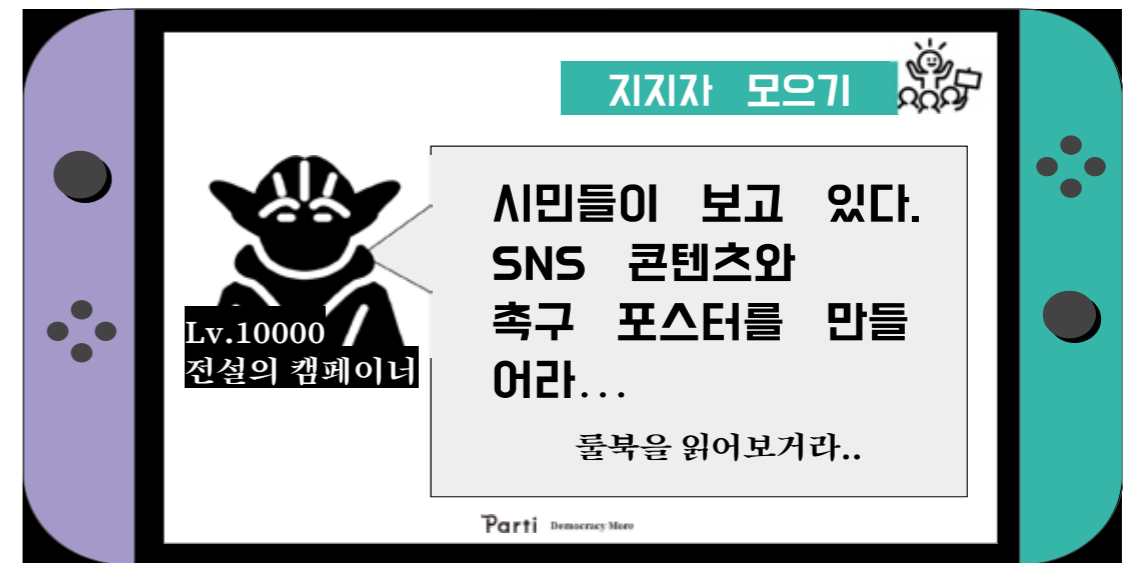 지지자 모으기
시민들이 보고 있다.
SNS 콘텐츠와
촉구 포스터를 만들
어라...
룰북을 읽어보거라..
Lv.10000
전설의 캠페이너
Parti Democracy More